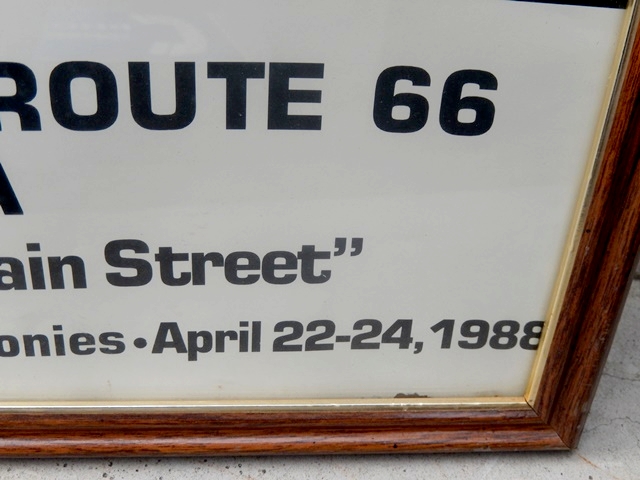 ROUTE 66
A
ain Street”
onies • April 22-24, 1988